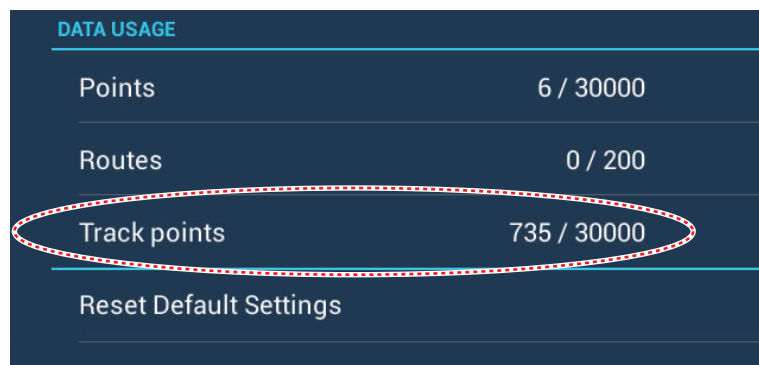 DATA USAGE
Points 6 / 30000
Routes 0 / 200
Track points 735 / 30000
Reset Default Settings